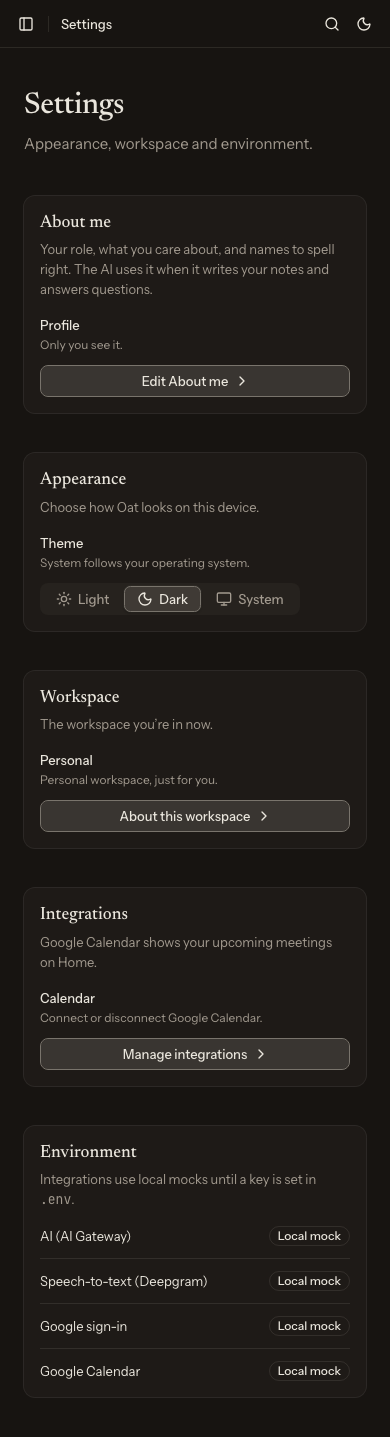 Settings
Settings
Appearance, workspace and environment.
About me
Your role, what you care about, and names to spell
right. The AI uses it when it writes your notes and
answers questions.
Profile
Only you see it.
Edit About me
Appearance
Choose how Oat looks on this device.
Theme
System follows your operating system.
Light Dark System
Workspace
The workspace you’re in now.
Personal
Personal workspace, just for you.
About this workspace
Integrations
Google Calendar shows your upcoming meetings
on Home.
Calendar
Connect or disconnect Google Calendar.
Manage integrations
Environment
Integrations use local mocks until a key is set in
.env.
AI (AI Gateway) Local mock
Speech-to-text (Deepgram) Local mock
Google sign-in Local mock
Google Calendar Local mock